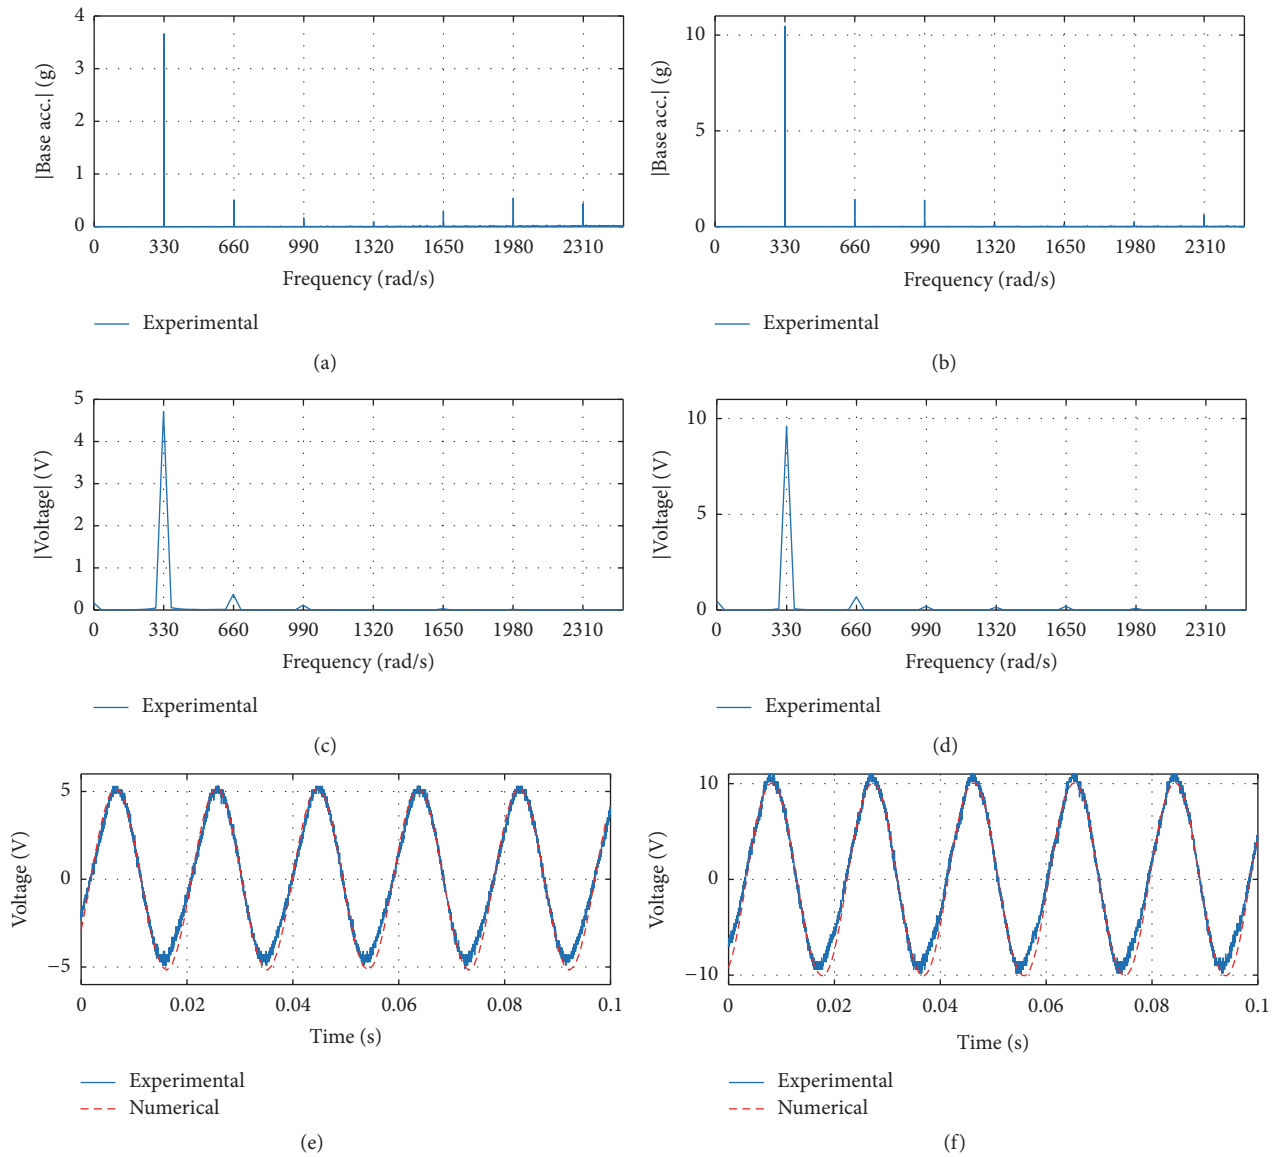 |Base acc.| (g)
4
3
2
1
0
0 330 660 990 1320 1650 1980 2310
Frequency (rad/s)
Experimental
(a)
|Base acc.| (g)
10
5
0
0 330 660 990 1320 1650 1980 2310
Frequency (rad/s)
Experimental
(b)
|Voltage| (V)
5
4
3
2
1
0
0 330 660 990 1320 1650 1980 2310
Frequency (rad/s)
Experimental
(c)
|Voltage| (V)
10
5
0
0 330 660 990 1320 1650 1980 2310
Frequency (rad/s)
Experimental
(d)
Voltage (V)
5
0
−5
0 0.02 0.04 0.06 0.08 0.1
Time (s)
Experimental
Numerical
(e)
Voltage (V)
10
0
−10
0 0.02 0.04 0.06 0.08 0.1
Time (s)
Experimental
Numerical
(f)